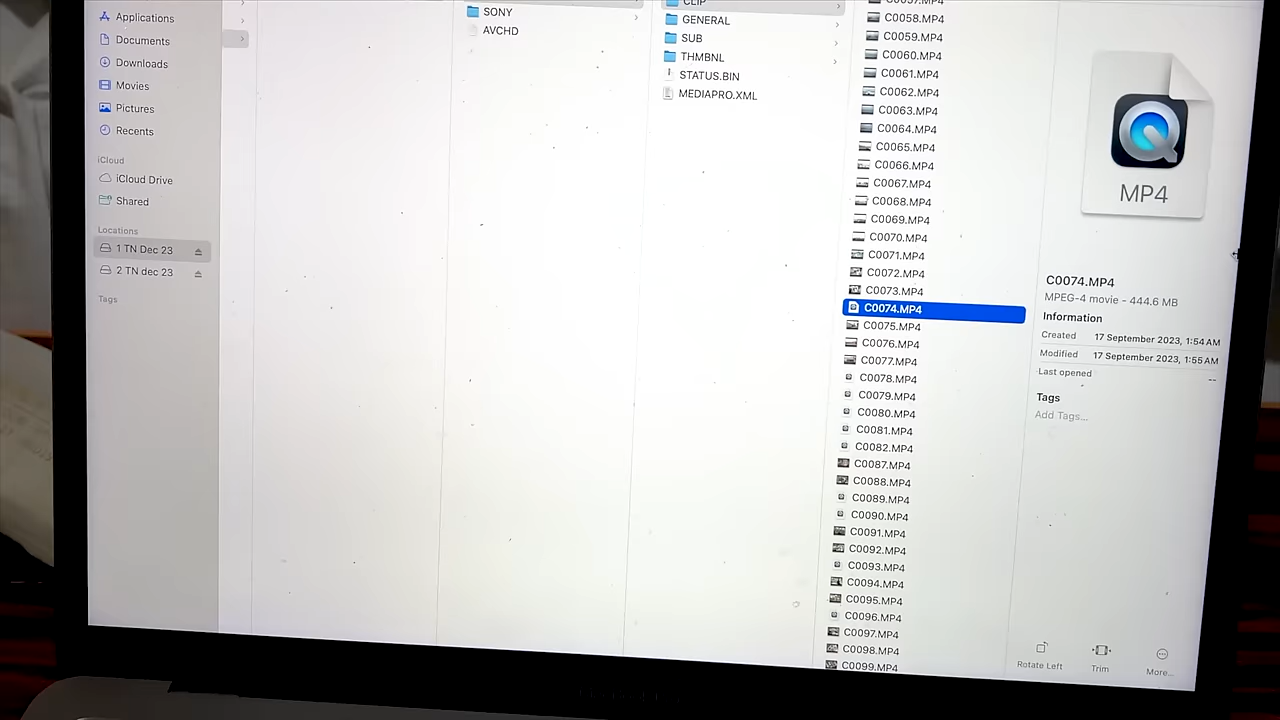 Applications
Documents
Downloads
Movies
Pictures
Recents
iCloud
iCloud Drive
Shared
Locations
1 TN Dec 23
2 TN dec 23
Tags
SONY
AVCHD
CLIP
GENERAL
SUB
THMBNL
STATUS.BIN
MEDIAPRO.XML
C0057.MP4
C0058.MP4
C0059.MP4
C0060.MP4
C0061.MP4
C0062.MP4
C0063.MP4
C0064.MP4
C0065.MP4
C0066.MP4
C0067.MP4
C0068.MP4
C0069.MP4
C0070.MP4
C0071.MP4
C0072.MP4
C0073.MP4
C0074.MP4
C0075.MP4
C0076.MP4
C0077.MP4
C0078.MP4
C0079.MP4
C0080.MP4
C0081.MP4
C0082.MP4
C0087.MP4
C0088.MP4
C0089.MP4
C0090.MP4
C0091.MP4
C0092.MP4
C0093.MP4
C0094.MP4
C0095.MP4
C0096.MP4
C0097.MP4
C0098.MP4
C0099.MP4
MP4
C0074.MP4
MPEG-4 movie - 444.6 MB
Information
Created 17 September 2023, 1:54 AM
Modified 17 September 2023, 1:55 AM
Last opened --
Tags
Add Tags...
Rotate Left
Trim
More...